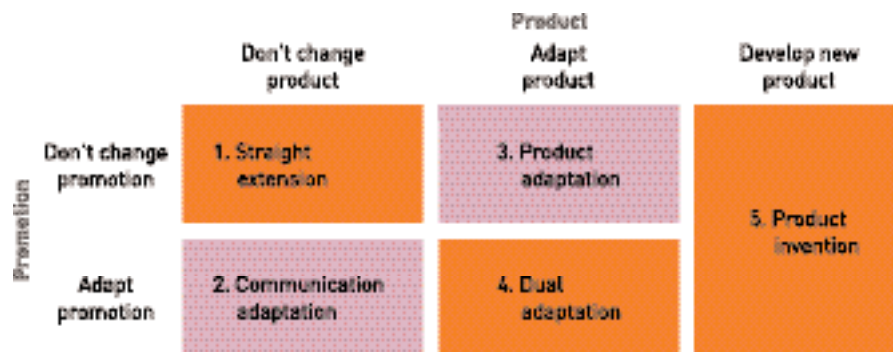 Product
Don't change
product
Adapt
product
Develop new
product
Promotion
Don't change
promotion
1. Straight
extension
3. Product
adaptation
5. Product
invention
Adapt
promotion
2. Communication
adaptation
4. Dual
adaptation